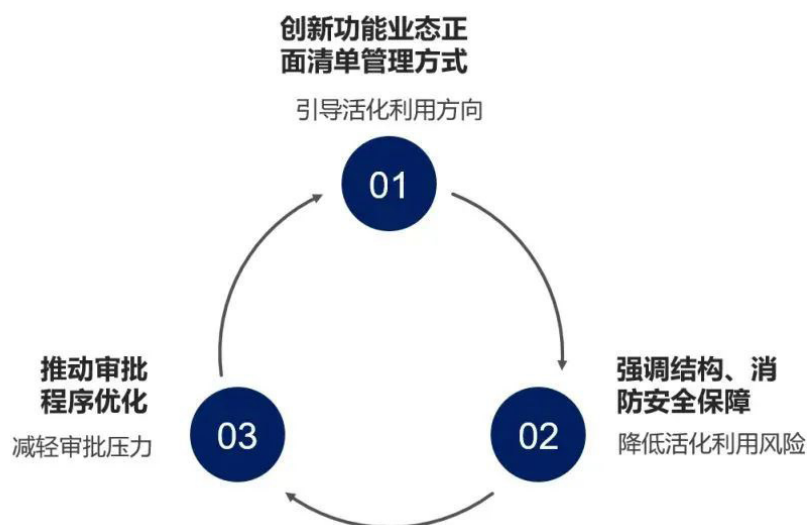 创新功能业态正
面清单管理方式
引导活化利用方向
01
强调结构、消
防安全保障
降低活化利用风险
02
推动审批
程序优化
减轻审批压力
03